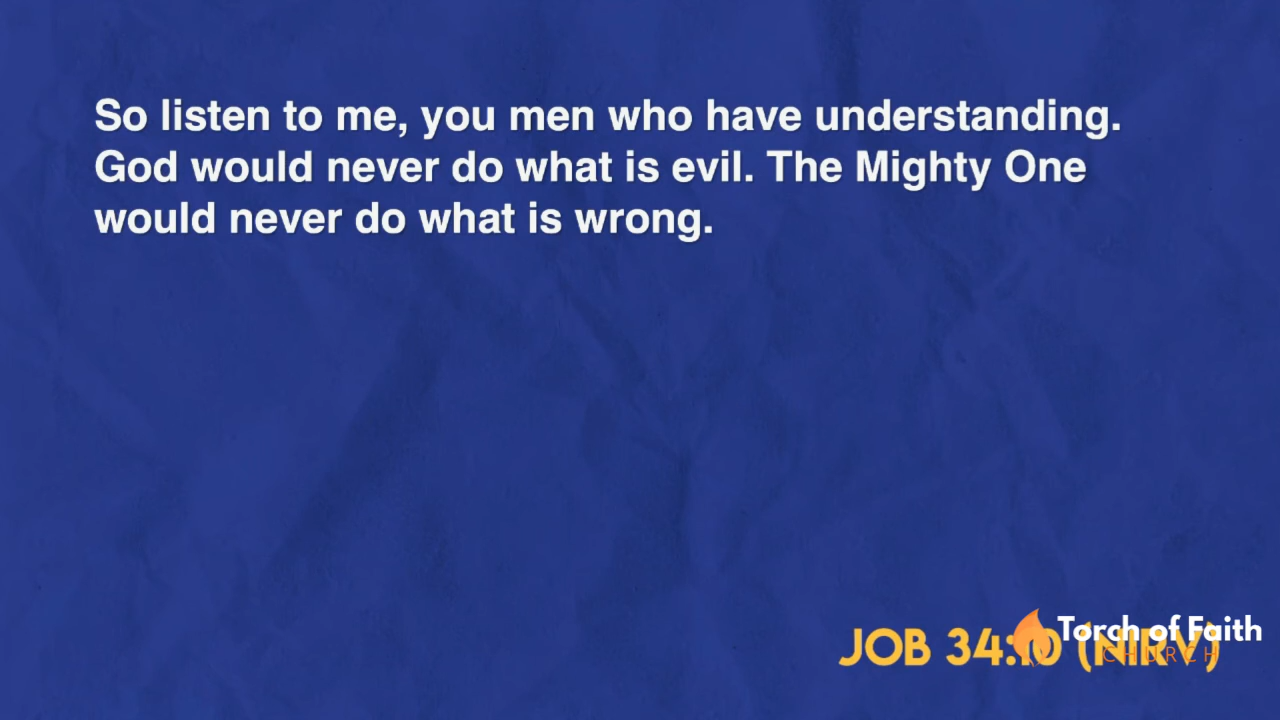 So listen to me, you men who have understanding.
God would never do what is evil. The Mighty One
would never do what is wrong.
JOB 34:10 (NIRV)
Torch of Faith
CHURCH